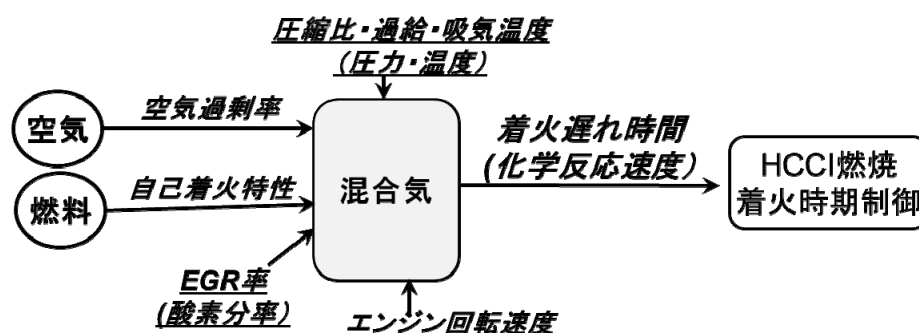 圧縮比・過給・吸気温度
（圧力・温度）
空気
空気過剰率
燃料
自己着火特性
混合気
着火遅れ時間
(化学反応速度）
HCCI燃焼
着火時期制御
EGR率
(酸素分率）
エンジン回転速度